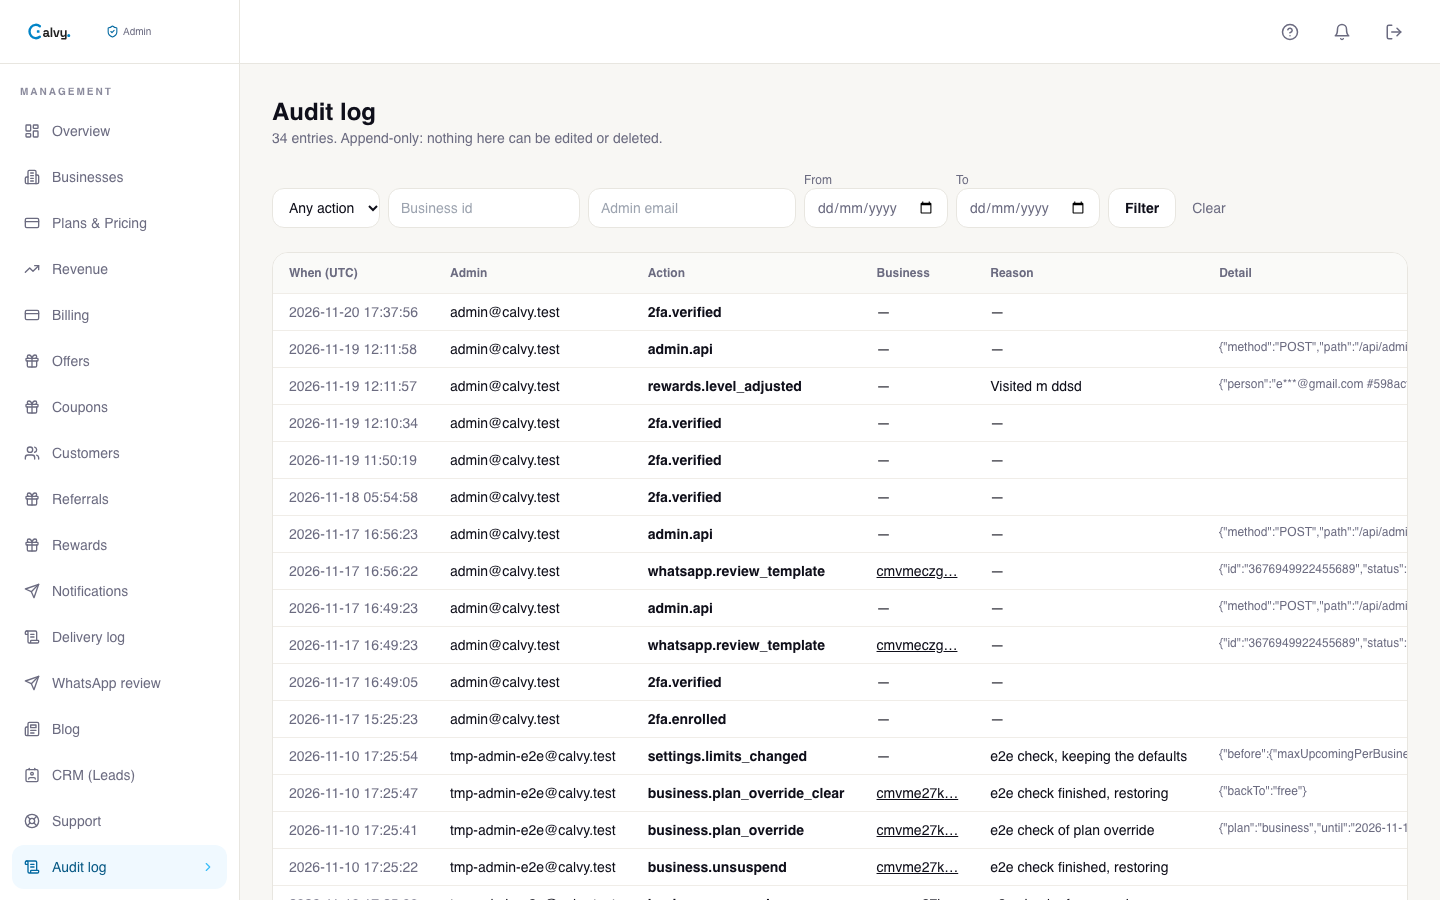 Calvy.
Admin
MANAGEMENT
Overview
Businesses
Plans & Pricing
Revenue
Billing
Offers
Coupons
Customers
Referrals
Rewards
Notifications
Delivery log
WhatsApp review
Blog
CRM (Leads)
Support
Audit log
Audit log
34 entries. Append-only: nothing here can be edited or deleted.
From To
Any action Business id Admin email dd/mm/yyyy dd/mm/yyyy Filter Clear
When (UTC) Admin Action Business Reason Detail
2026-11-20 17:37:56 admin@calvy.test 2fa.verified — —
2026-11-19 12:11:58 admin@calvy.test admin.api — — {"method":"POST","path":"/api/admi
2026-11-19 12:11:57 admin@calvy.test rewards.level_adjusted — Visited m ddsd {"person":"e***@gmail.com #598ac
2026-11-19 12:10:34 admin@calvy.test 2fa.verified — —
2026-11-19 11:50:19 admin@calvy.test 2fa.verified — —
2026-11-18 05:54:58 admin@calvy.test 2fa.verified — —
2026-11-17 16:56:23 admin@calvy.test admin.api — — {"method":"POST","path":"/api/admi
2026-11-17 16:56:22 admin@calvy.test whatsapp.review_template cmvmeczg… — {"id":"3676949922455689","status":
2026-11-17 16:49:23 admin@calvy.test admin.api — — {"method":"POST","path":"/api/admi
2026-11-17 16:49:23 admin@calvy.test whatsapp.review_template cmvmeczg… — {"id":"3676949922455689","status":
2026-11-17 16:49:05 admin@calvy.test 2fa.verified — —
2026-11-17 15:25:23 admin@calvy.test 2fa.enrolled — —
2026-11-10 17:25:54 tmp-admin-e2e@calvy.test settings.limits_changed — e2e check, keeping the defaults {"before":{"maxUpcomingPerBusine
2026-11-10 17:25:47 tmp-admin-e2e@calvy.test business.plan_override_clear cmvme27k… e2e check finished, restoring {"backTo":"free"}
2026-11-10 17:25:41 tmp-admin-e2e@calvy.test business.plan_override cmvme27k… e2e check of plan override {"plan":"business","until":"2026-11-1
2026-11-10 17:25:22 tmp-admin-e2e@calvy.test business.unsuspend cmvme27k… e2e check finished, restoring